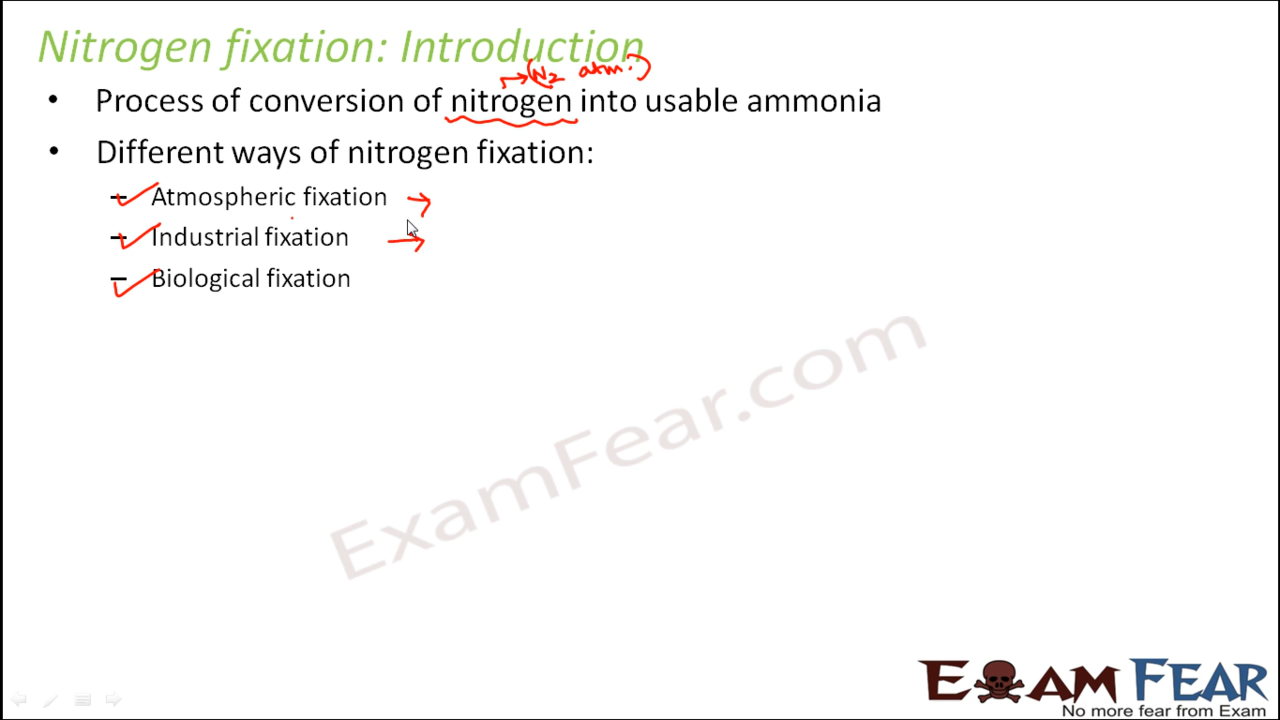 Nitrogen fixation: Introduction
(N2 atm.)
• Process of conversion of nitrogen into usable ammonia
• Different ways of nitrogen fixation:
– Atmospheric fixation
– Industrial fixation
– Biological fixation
ExamFear.com
EXAM FEAR
No more fear from Exam